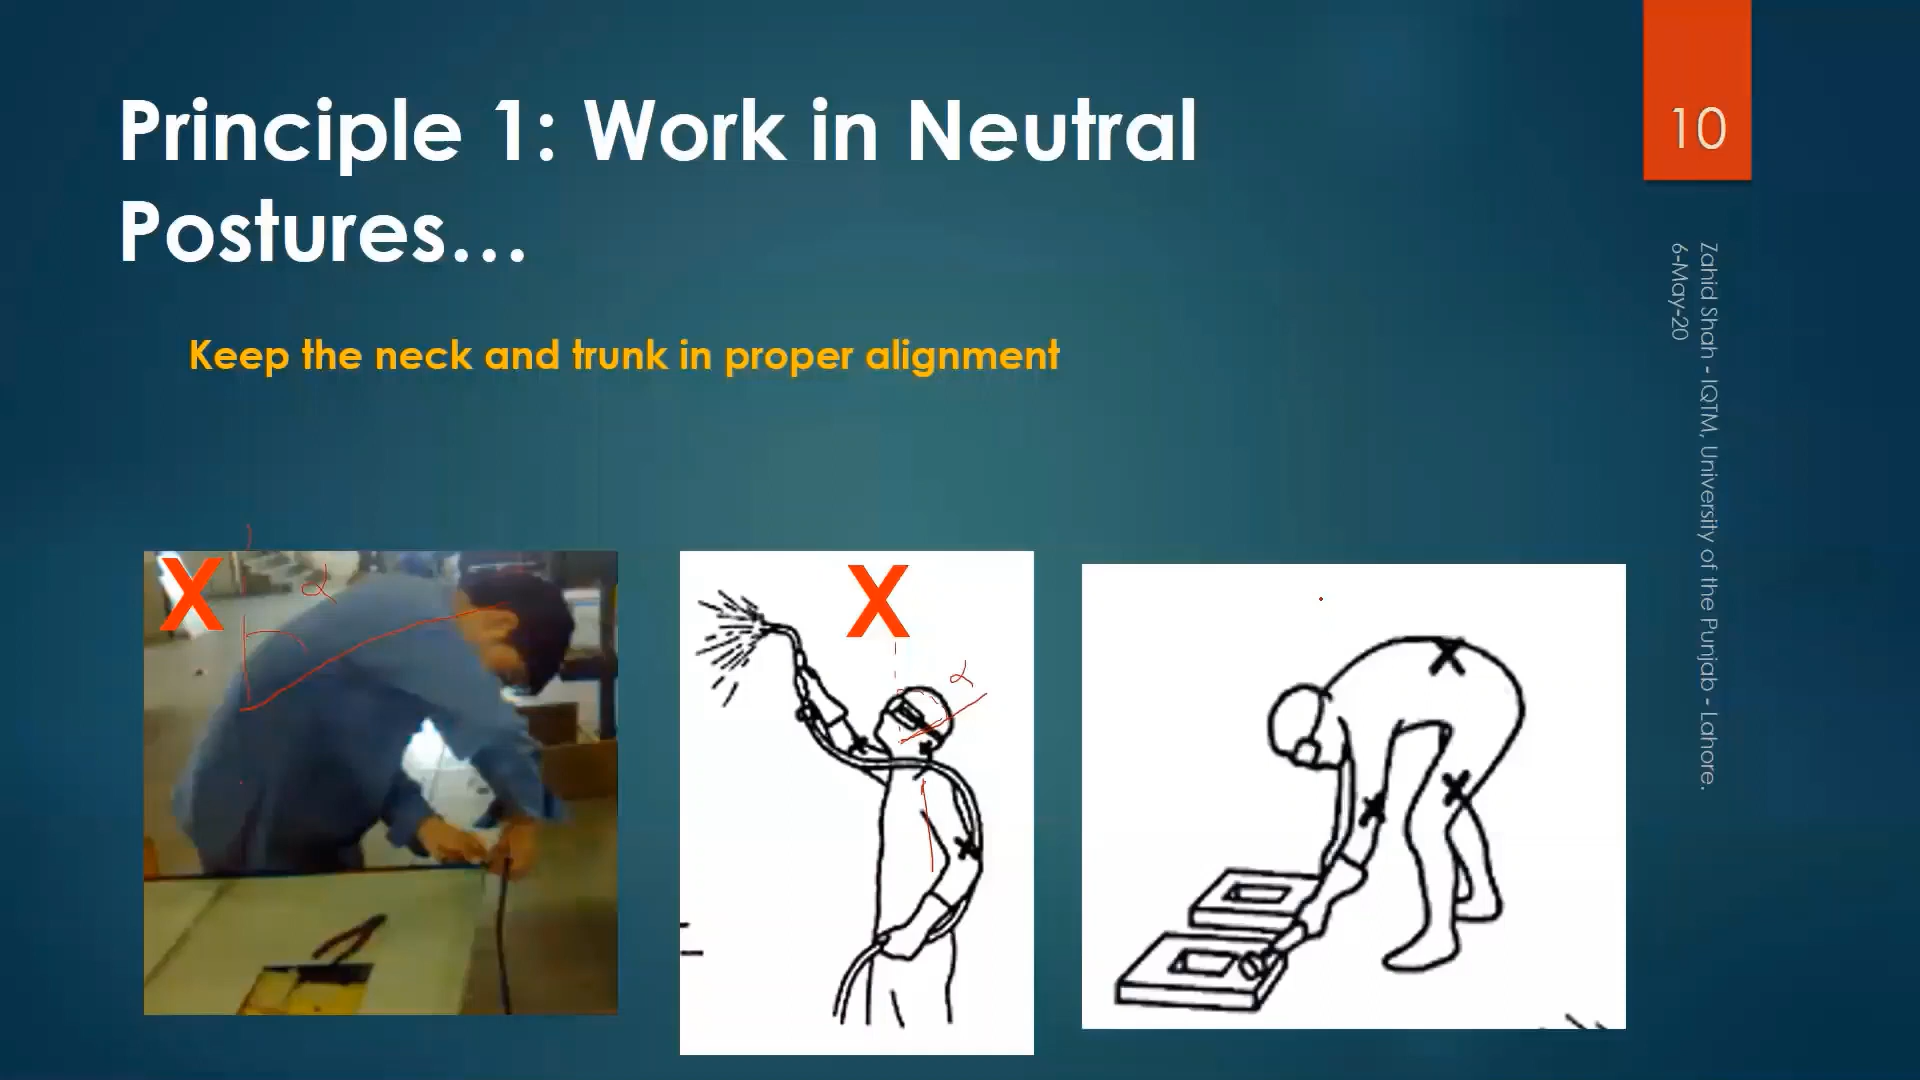 10
Principle 1: Work in Neutral
Postures...
Keep the neck and trunk in proper alignment
X
α
X
α
Zahid Shah - IQTM, University of the Punjab - Lahore.
6-May-20